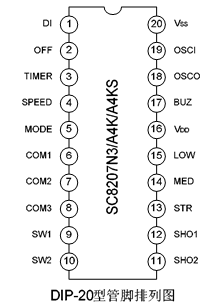 DI 1 20 Vss
OFF 2 19 OSCI
TIMER 3 18 OSCO
SPEED 4 17 BUZ
MODE 5 16 VDD
COM1 6 15 LOW
COM2 7 14 MED
COM3 8 13 STR
SW1 9 12 SHO1
SW2 10 11 SHO2
SC8207N3/A4K/A4KS
DIP-20型管脚排列图